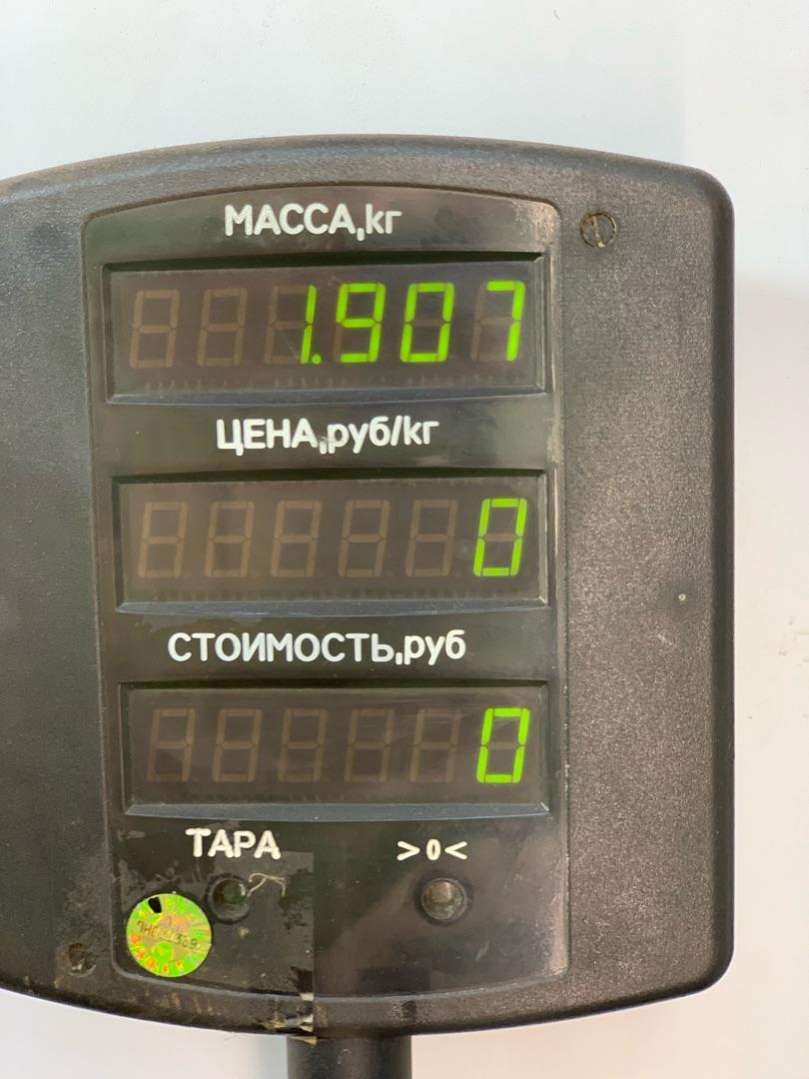 МАССА,кг
1.907
ЦЕНА,руб/кг
0
СТОИМОСТЬ,руб
0
ТАРА >0<